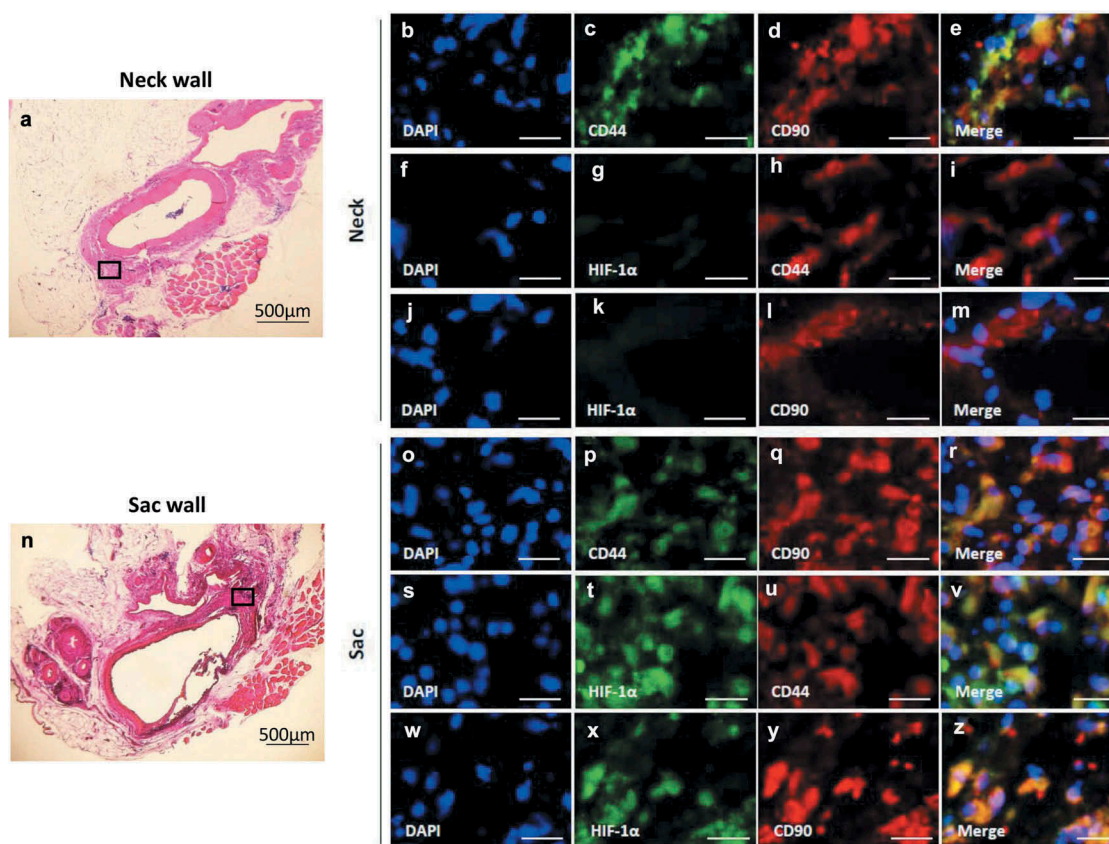 Neck wall
a
500μm
Neck
b DAPI
c CD44
d CD90
e Merge
f DAPI
g HIF-1α
h CD44
i Merge
j DAPI
k HIF-1α
l CD90
m Merge
Sac wall
n
500μm
Sac
o DAPI
p CD44
q CD90
r Merge
s DAPI
t HIF-1α
u CD44
v Merge
w DAPI
x HIF-1α
y CD90
z Merge